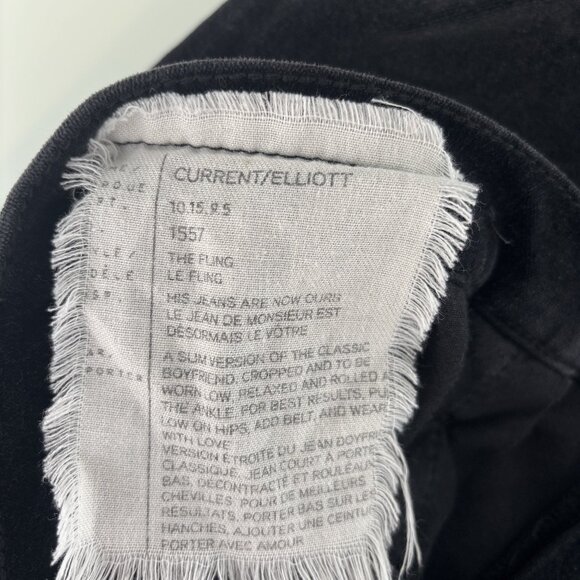 CURRENT/ELLIOTT
10.15.9.5
1557
THE FLING
DÈLE LE FLING
HIS JEANS ARE NOW OURS
LE JEAN DE MONSIEUR EST
DÉSORMAIS LE VÔTRE
A SLIM VERSION OF THE CLASSIC
PORTER BOYFRIEND. CROPPED AND TO BE
WORN LOW, RELAXED AND ROLLED A
THE ANKLE. FOR BEST RESULTS, PU
LOW ON HIPS, ADD BELT, AND WEAR
WITH LOVE
VERSION ÉTROITE DU JEAN BOYFR
CLASSIQUE, JEAN COURT À PORTE
BAS, DÉCONTRACTÉ ET ROULÉAU
CHEVILLES POUR DE MEILLEURS
RÉSULTATS, PORTER BAS SUR LES
HANCHES, AJOUTER UNE CEINTU
PORTER AVEC AMOUR